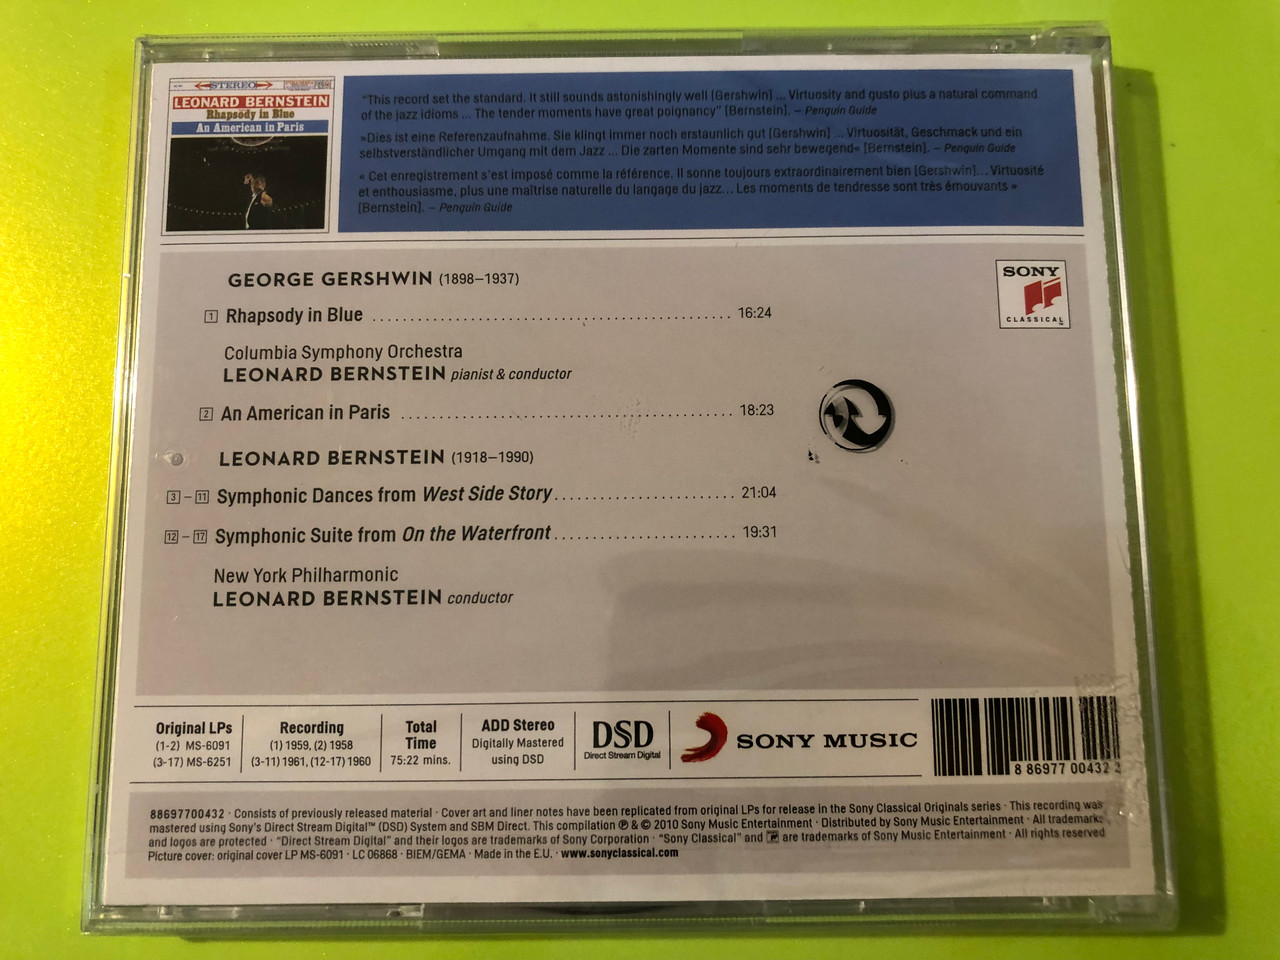 STEREO
LEONARD BERNSTEIN
Rhapsody in Blue
An American in Paris
"This record set the standard. It still sounds astonishingly well [Gershwin] ... Virtuosity and gusto plus a natural command
of the jazz idioms ... The tender moments have great poignancy" [Bernstein]. – Penguin Guide
»Dies ist eine Referenzaufnahme. Sie klingt immer noch erstaunlich gut [Gershwin] ... Virtuosität, Geschmack und ein
selbstverständlicher Umgang mit dem Jazz ... Die zarten Momente sind sehr bewegend« [Bernstein]. – Penguin Guide
« Cet enregistrement s'est imposé comme la référence. Il sonne toujours extraordinairement bien [Gershwin]... Virtuosité
et enthousiasme, plus une maîtrise naturelle du langage du jazz... Les moments de tendresse sont très émouvants »
[Bernstein]. – Penguin Guide
SONY
CLASSICAL
GEORGE GERSHWIN (1898–1937)
1 Rhapsody in Blue 16:24
Columbia Symphony Orchestra
LEONARD BERNSTEIN pianist & conductor
2 An American in Paris 18:23
LEONARD BERNSTEIN (1918–1990)
3 – 11 Symphonic Dances from West Side Story 21:04
12 – 17 Symphonic Suite from On the Waterfront 19:31
New York Philharmonic
LEONARD BERNSTEIN conductor
Original LPs
(1-2) MS-6091
(3-17) MS-6251
Recording
(1) 1959, (2) 1958
(3-11) 1961, (12-17) 1960
Total
Time
75:22 mins.
ADD Stereo
Digitally Mastered
using DSD
DSD
Direct Stream Digital
SONY MUSIC
8 86977 00432 2
88697700432 · Consists of previously released material · Cover art and liner notes have been replicated from original LPs for release in the Sony Classical Originals series · This recording was
mastered using Sony's Direct Stream Digital™ (DSD) System and SBM Direct. This compilation ℗ & © 2010 Sony Music Entertainment · Distributed by Sony Music Entertainment · All trademarks
and logos are protected · "Direct Stream Digital" and their logos are trademarks of Sony Corporation · "Sony Classical" and are trademarks of Sony Music Entertainment · All rights reserved
Picture cover: original cover LP MS-6091 · LC 06868 · BIEM/GEMA · Made in the E.U. · www.sonyclassical.com